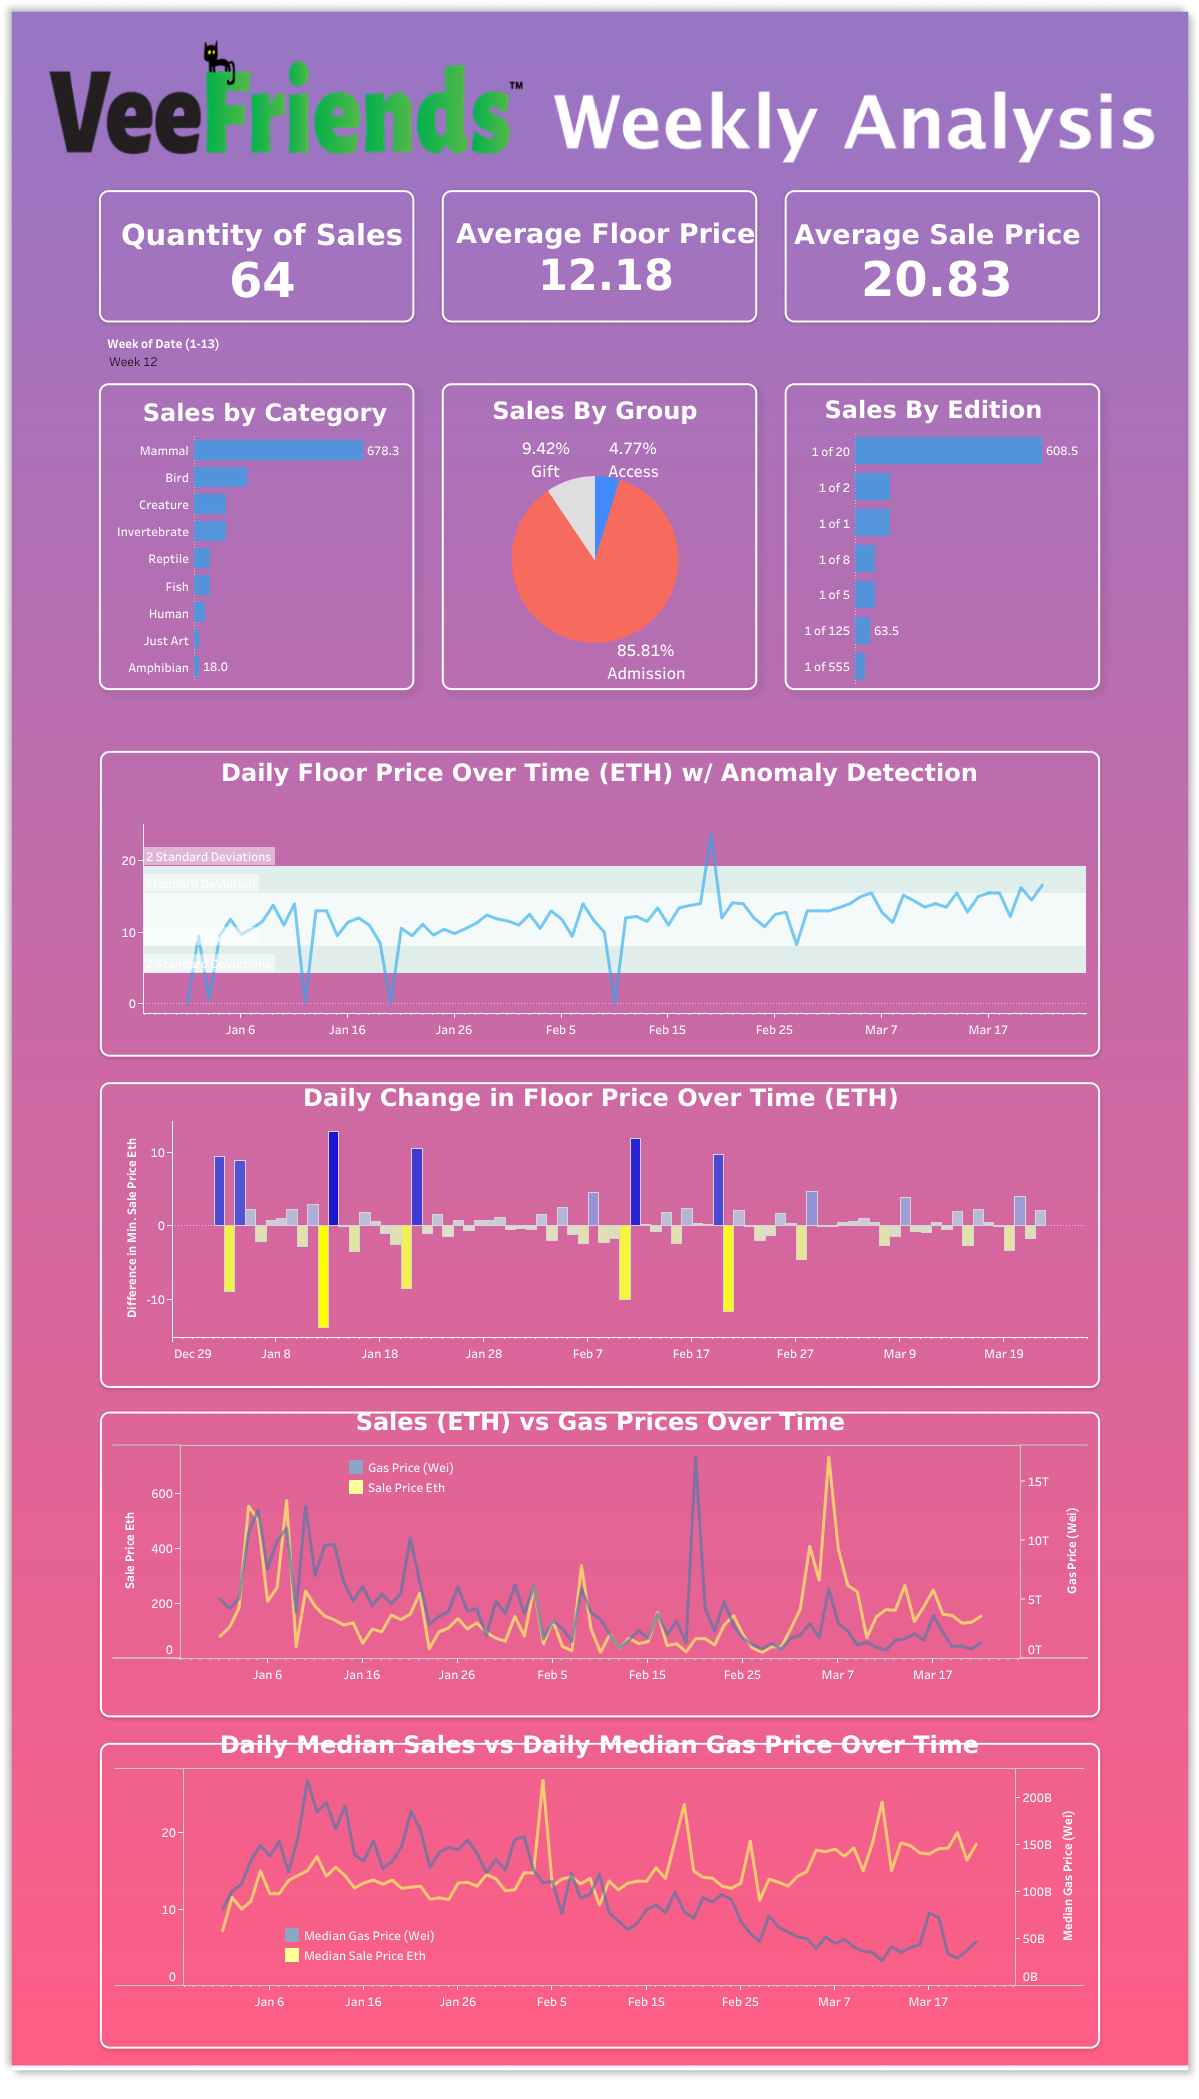 VeeFriends™ Weekly Analysis
Quantity of Sales
64
Average Floor Price
12.18
Average Sale Price
20.83
Week of Date (1-13)
Week 12
Sales by Category
Mammal 678.3
Bird
Creature
Invertebrate
Reptile
Fish
Human
Just Art
Amphibian 18.0
Sales By Group
9.42% 4.77%
Gift Access
85.81%
Admission
Sales By Edition
1 of 20 608.5
1 of 2
1 of 1
1 of 8
1 of 5
1 of 125 63.5
1 of 555
Daily Floor Price Over Time (ETH) w/ Anomaly Detection
20
2 Standard Deviations
Standard Deviation
10
2 Standard Deviations
0
Jan 6 Jan 16 Jan 26 Feb 5 Feb 15 Feb 25 Mar 7 Mar 17
Daily Change in Floor Price Over Time (ETH)
Difference in Min. Sale Price Eth
10
0
-10
Dec 29 Jan 8 Jan 18 Jan 28 Feb 7 Feb 17 Feb 27 Mar 9 Mar 19
Sales (ETH) vs Gas Prices Over Time
Gas Price (Wei)
Sale Price Eth
Sale Price Eth
600
400
200
0
15T
10T
5T
0T
Gas Price (Wei)
Jan 6 Jan 16 Jan 26 Feb 5 Feb 15 Feb 25 Mar 7 Mar 17
Daily Median Sales vs Daily Median Gas Price Over Time
20
10
0
Median Gas Price (Wei)
Median Sale Price Eth
200B
150B
100B
50B
0B
Median Gas Price (Wei)
Jan 6 Jan 16 Jan 26 Feb 5 Feb 15 Feb 25 Mar 7 Mar 17